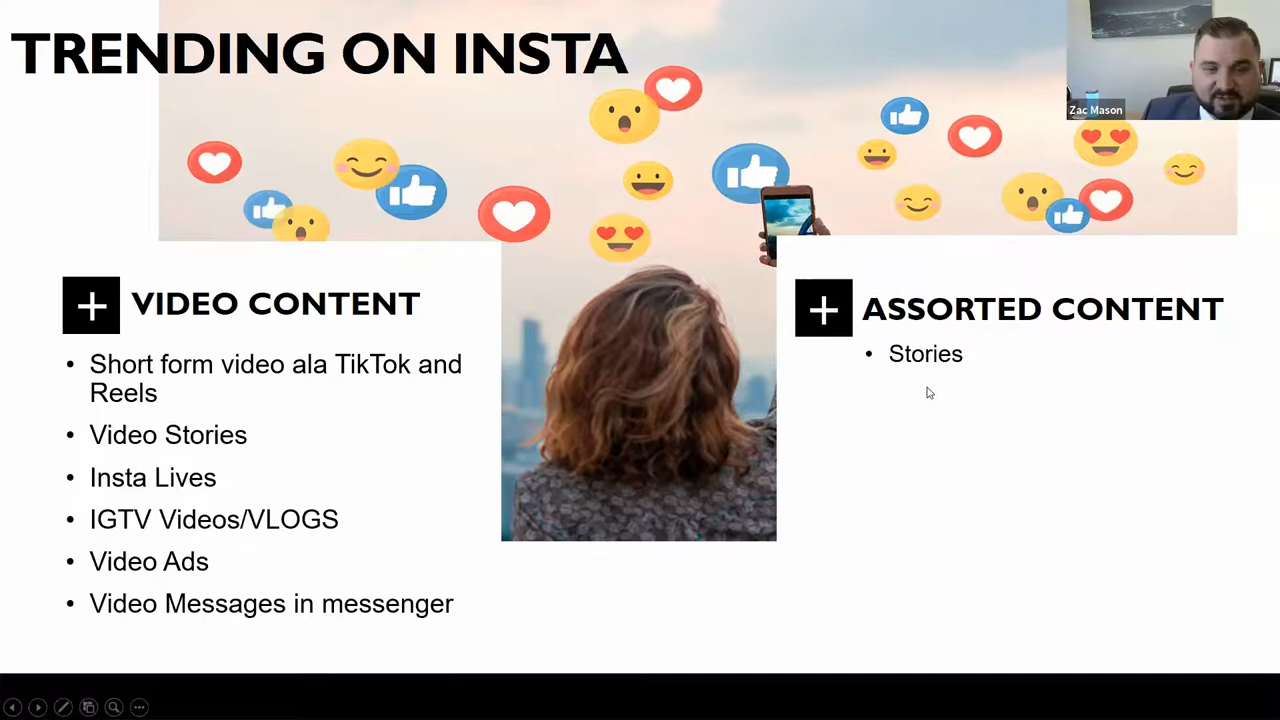 TRENDING ON INSTA
Zac Mason
VIDEO CONTENT
• Short form video ala TikTok and
Reels
• Video Stories
• Insta Lives
• IGTV Videos/VLOGS
• Video Ads
• Video Messages in messenger
ASSORTED CONTENT
• Stories